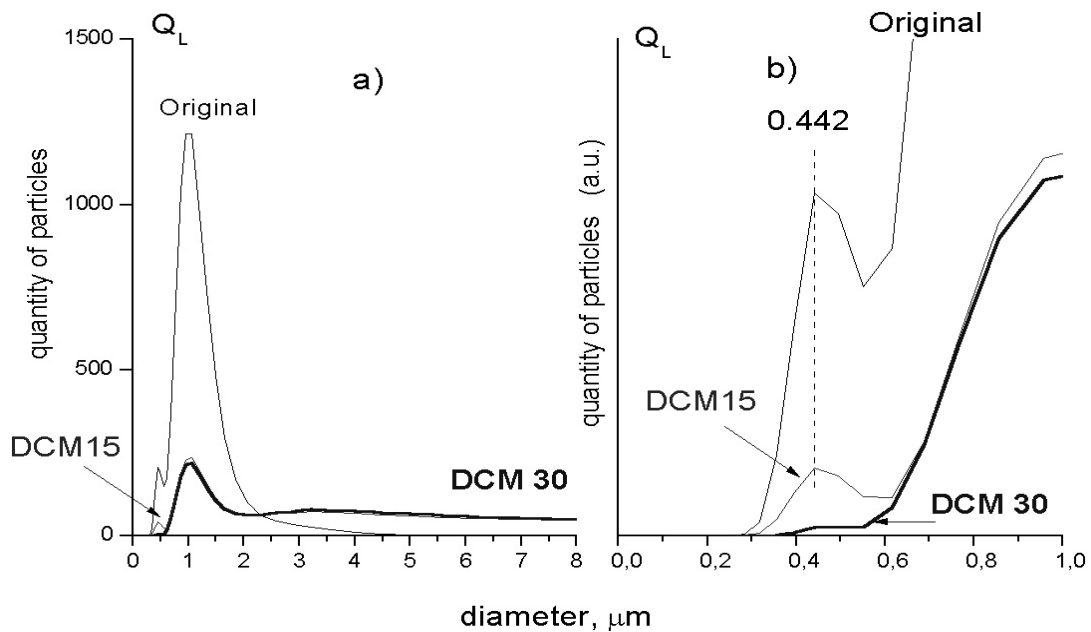 Q_L
quantity of particles
1500
1000
500
0
a)
Original
DCM15
DCM 30
0 1 2 3 4 5 6 7 8
Q_L
quantity of particles (a.u.)
b)
Original
0.442
DCM15
DCM 30
0,0 0,2 0,4 0,6 0,8 1,0
diameter, μm